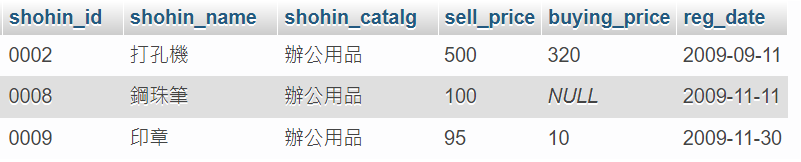 shohin_id shohin_name shohin_catalg sell_price buying_price reg_date
0002 打孔機 辦公用品 500 320 2009-09-11
0008 鋼珠筆 辦公用品 100 NULL 2009-11-11
0009 印章 辦公用品 95 10 2009-11-30